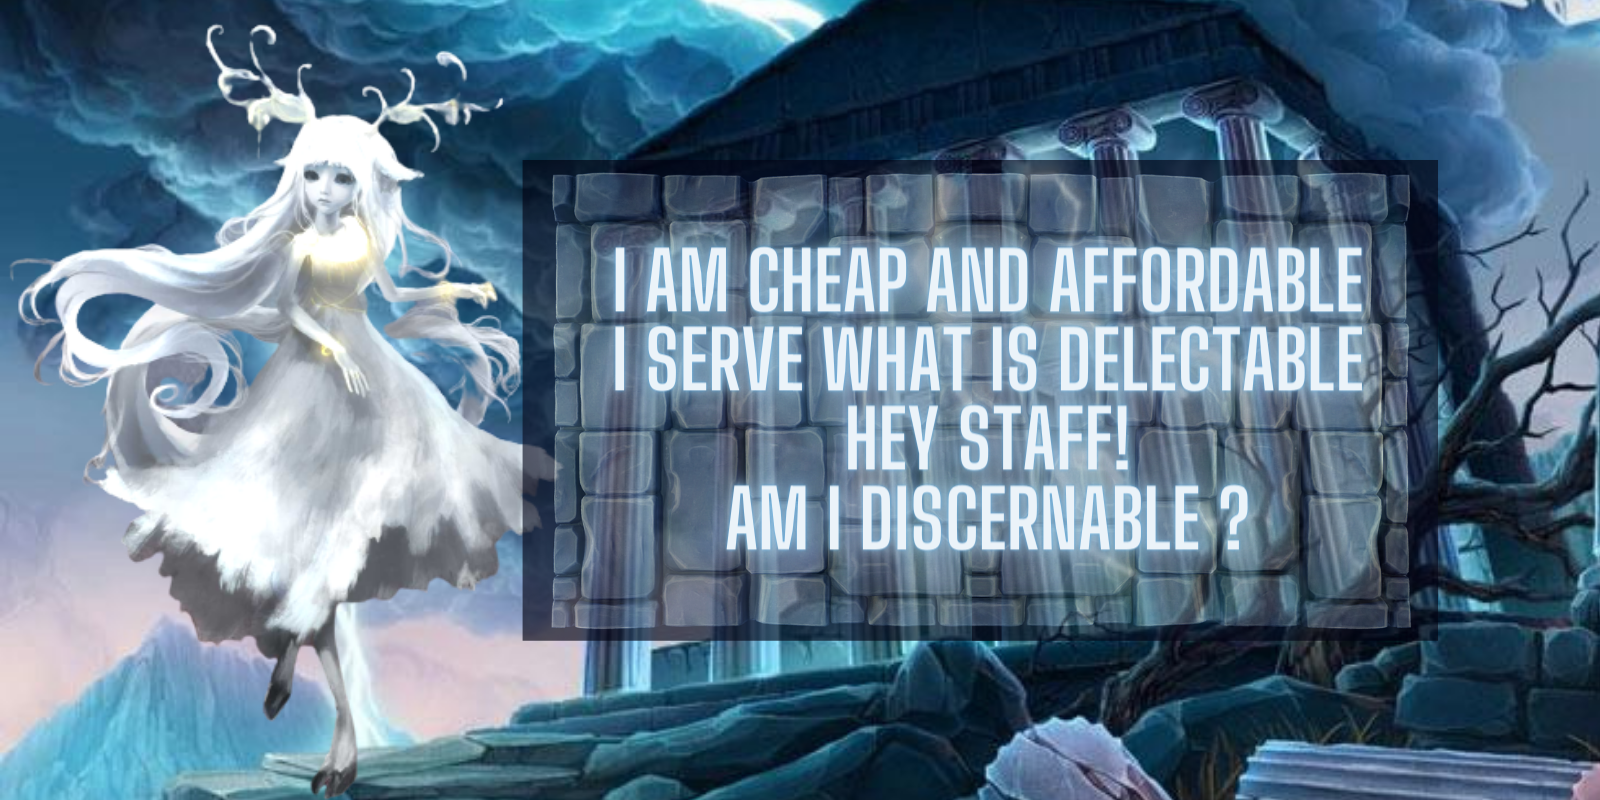 I AM CHEAP AND AFFORDABLE
I SERVE WHAT IS DELECTABLE
HEY STAFF!
AM I DISCERNABLE ?